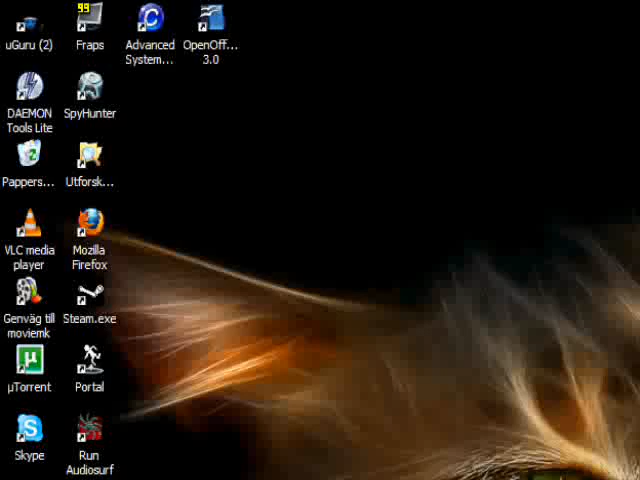 99
uGuru (2)
Fraps
Advanced
System...
OpenOff...
3.0
DAEMON
Tools Lite
SpyHunter
Pappers...
Utforsk...
VLC media
player
Mozilla
Firefox
Genväg till
moviemk
Steam.exe
µTorrent
Portal
Skype
Run
Audiosurf